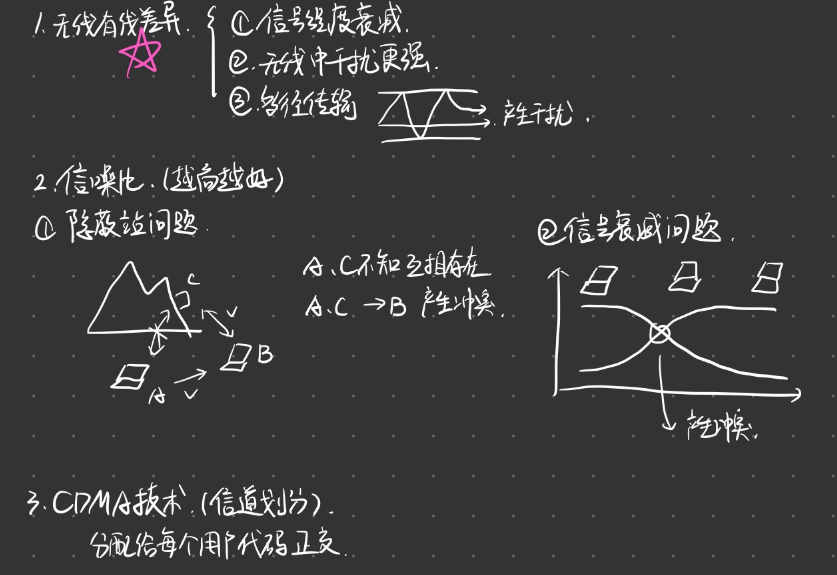 1.无线有线差异.
①信号强度衰减.
②.无线中干扰更强.
③.多径传输
产生干扰.
2.信噪比.(越高越好)
①隐蔽站问题.
A、C不知互相存在
A.C→B产生冲突.
C
A
B
②信号衰减问题.
产生冲突.
3.CDMA技术.(信道划分).
分配给每个用户代码正交.